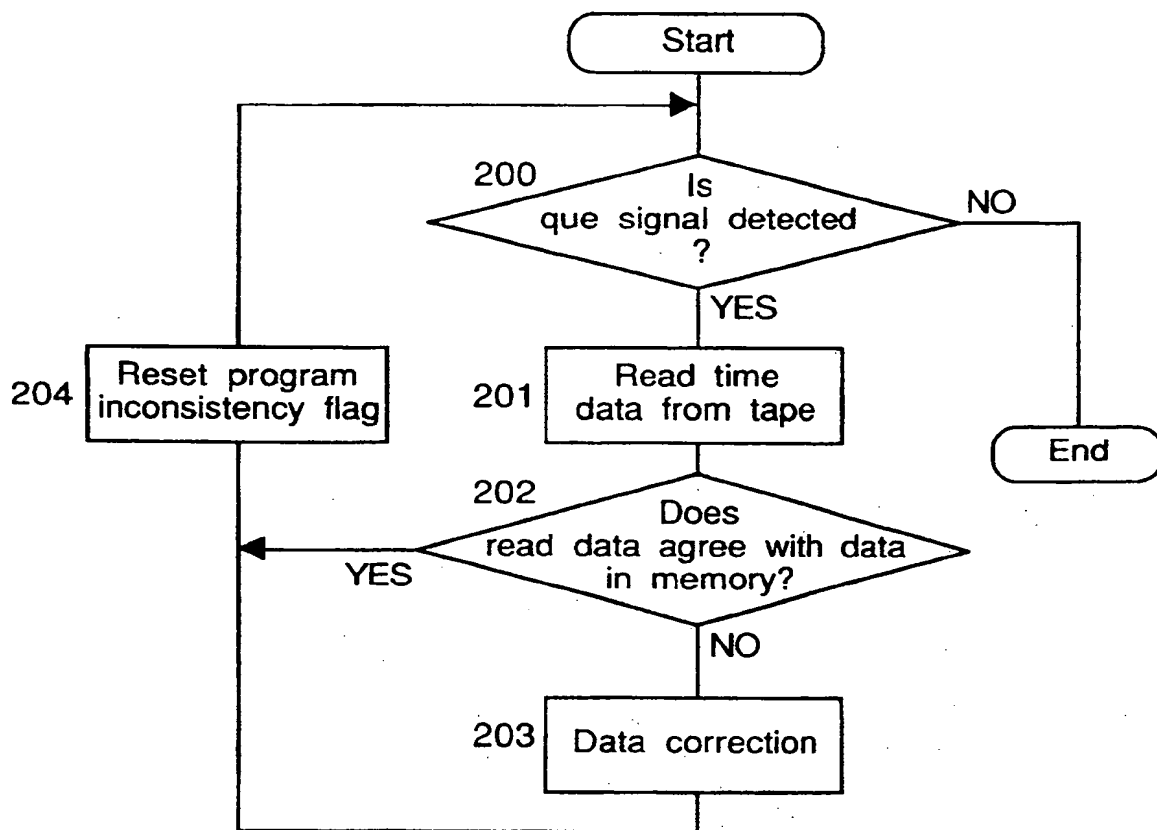 Start
200
Is
que signal detected
?
NO
YES
204
Reset program
inconsistency flag
201
Read time
data from tape
End
202
Does
read data agree with data
in memory?
YES
NO
203
Data correction